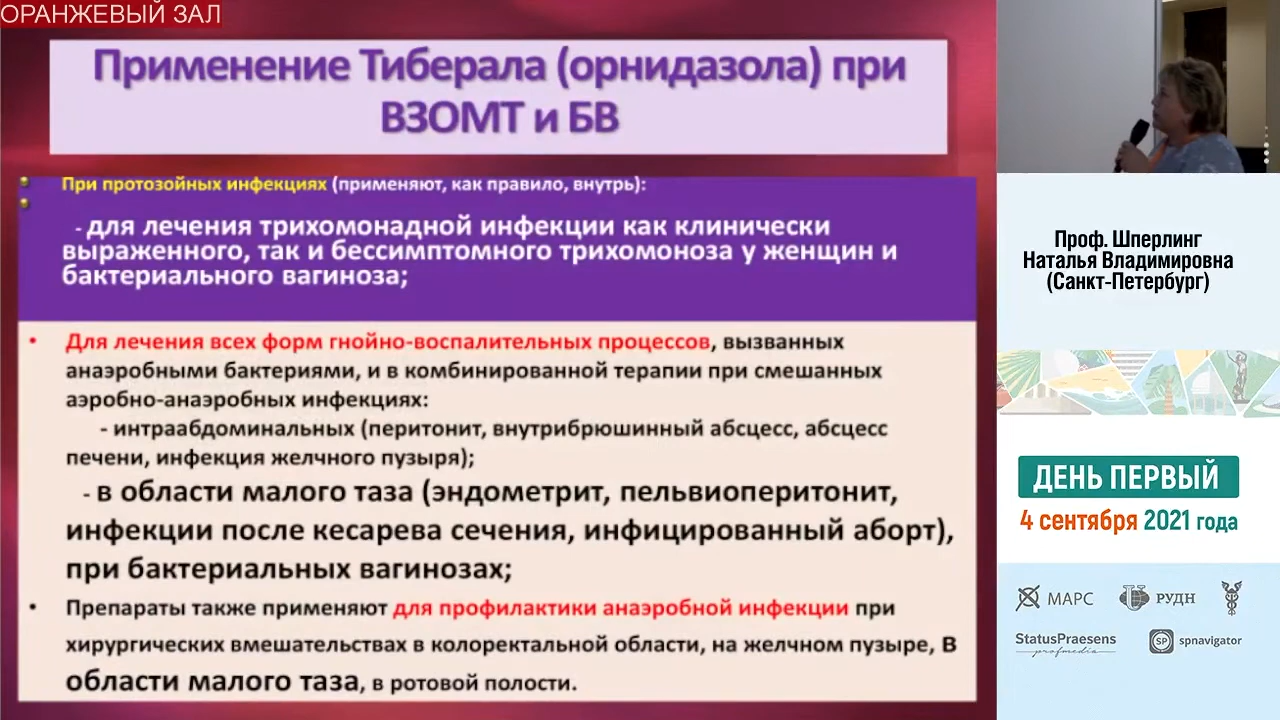 ОРАНЖЕВЫЙ ЗАЛ
Применение Тиберала (орнидазола) при
ВЗОМТ и БВ
При протозойных инфекциях (применяют, как правило, внутрь):
- для лечения трихомонадной инфекции как клинически
выраженного, так и бессимптомного трихомоноза у женщин и
бактериального вагиноза;
• Для лечения всех форм гнойно-воспалительных процессов, вызванных
анаэробными бактериями, и в комбинированной терапии при смешанных
аэробно-анаэробных инфекциях:
- интраабдоминальных (перитонит, внутрибрюшинный абсцесс, абсцесс
печени, инфекция желчного пузыря);
- в области малого таза (эндометрит, пельвиоперитонит,
инфекции после кесарева сечения, инфицированный аборт),
при бактериальных вагинозах;
• Препараты также применяют для профилактики анаэробной инфекции при
хирургических вмешательствах в колоректальной области, на желчном пузыре, В
области малого таза, в ротовой полости.
Проф. Шперлинг
Наталья Владимировна
(Санкт-Петербург)
ДЕНЬ ПЕРВЫЙ
4 сентября 2021 года
МАРС
РУДН
StatusPraesens
profmedia
SP
spnavigator